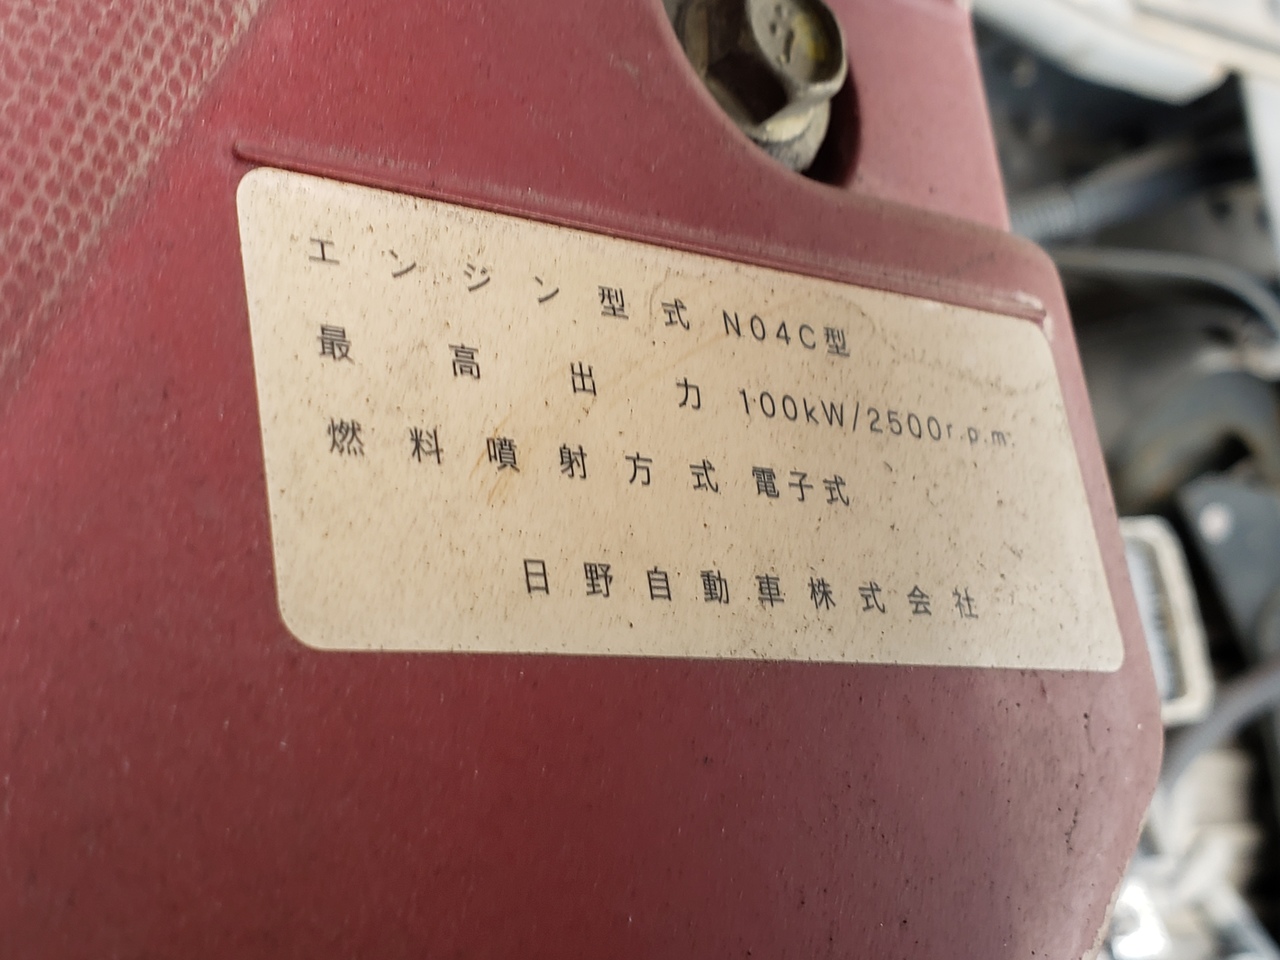 エンジン型式 N04C型
最高出力 100kW/2500r.p.m.
燃料噴射方式 電子式
日野自動車株式会社